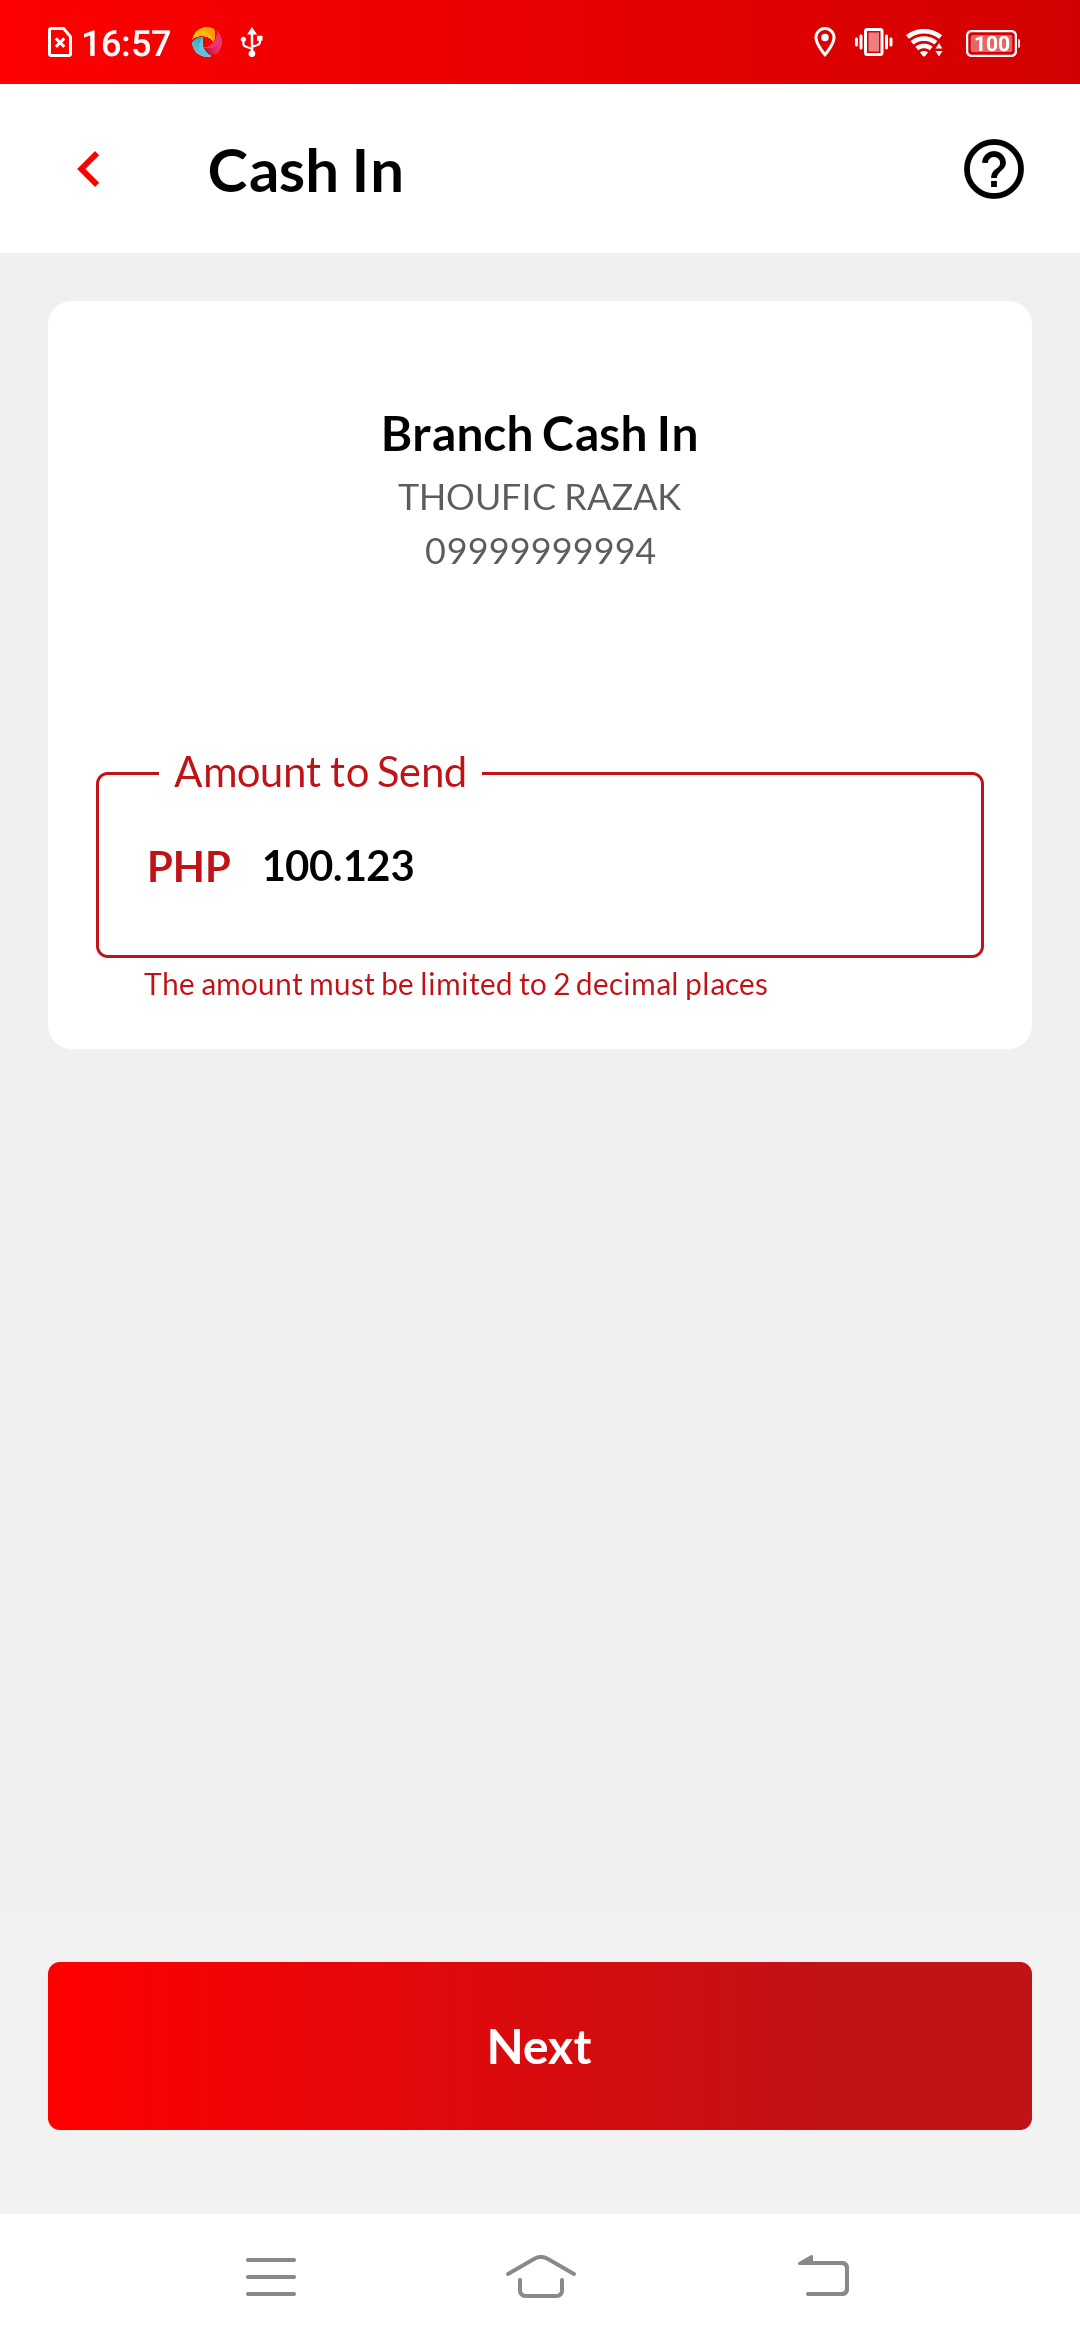 16:57
100
Cash In
Branch Cash In
THOUFIC RAZAK
09999999994
Amount to Send
PHP 100.123
The amount must be limited to 2 decimal places
Next